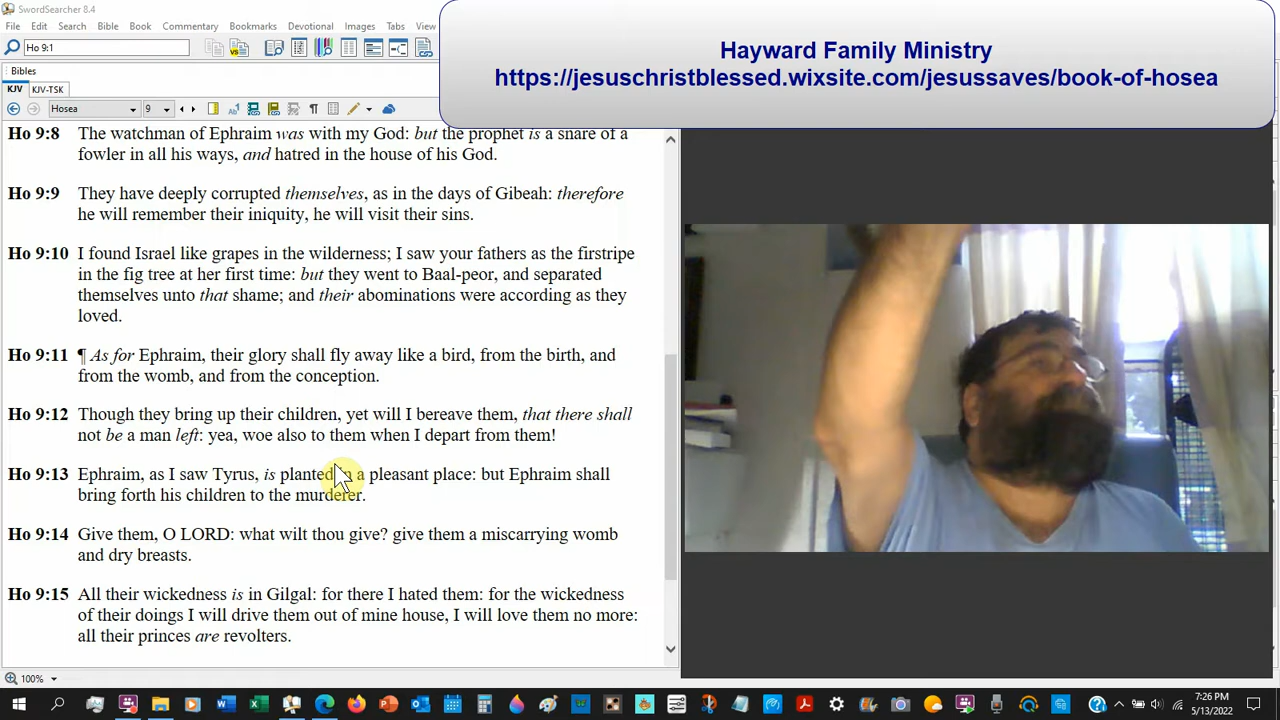 SwordSearcher 8.4
File Edit Search Bible Book Commentary Bookmarks Devotional Images Tabs View
Ho 9:1
Bibles
KJV KJV-TSK
Hosea 9
Hayward Family Ministry
https://jesuschristblessed.wixsite.com/jesussaves/book-of-hosea
Ho 9:8 The watchman of Ephraim was with my God: but the prophet is a snare of a
fowler in all his ways, and hatred in the house of his God.
Ho 9:9 They have deeply corrupted themselves, as in the days of Gibeah: therefore
he will remember their iniquity, he will visit their sins.
Ho 9:10 I found Israel like grapes in the wilderness; I saw your fathers as the firstripe
in the fig tree at her first time: but they went to Baal-peor, and separated
themselves unto that shame; and their abominations were according as they
loved.
Ho 9:11 ¶ As for Ephraim, their glory shall fly away like a bird, from the birth, and
from the womb, and from the conception.
Ho 9:12 Though they bring up their children, yet will I bereave them, that there shall
not be a man left: yea, woe also to them when I depart from them!
Ho 9:13 Ephraim, as I saw Tyrus, is planted in a pleasant place: but Ephraim shall
bring forth his children to the murderer.
Ho 9:14 Give them, O LORD: what wilt thou give? give them a miscarrying womb
and dry breasts.
Ho 9:15 All their wickedness is in Gilgal: for there I hated them: for the wickedness
of their doings I will drive them out of mine house, I will love them no more:
all their princes are revolters.
100%
7:26 PM
5/13/2022